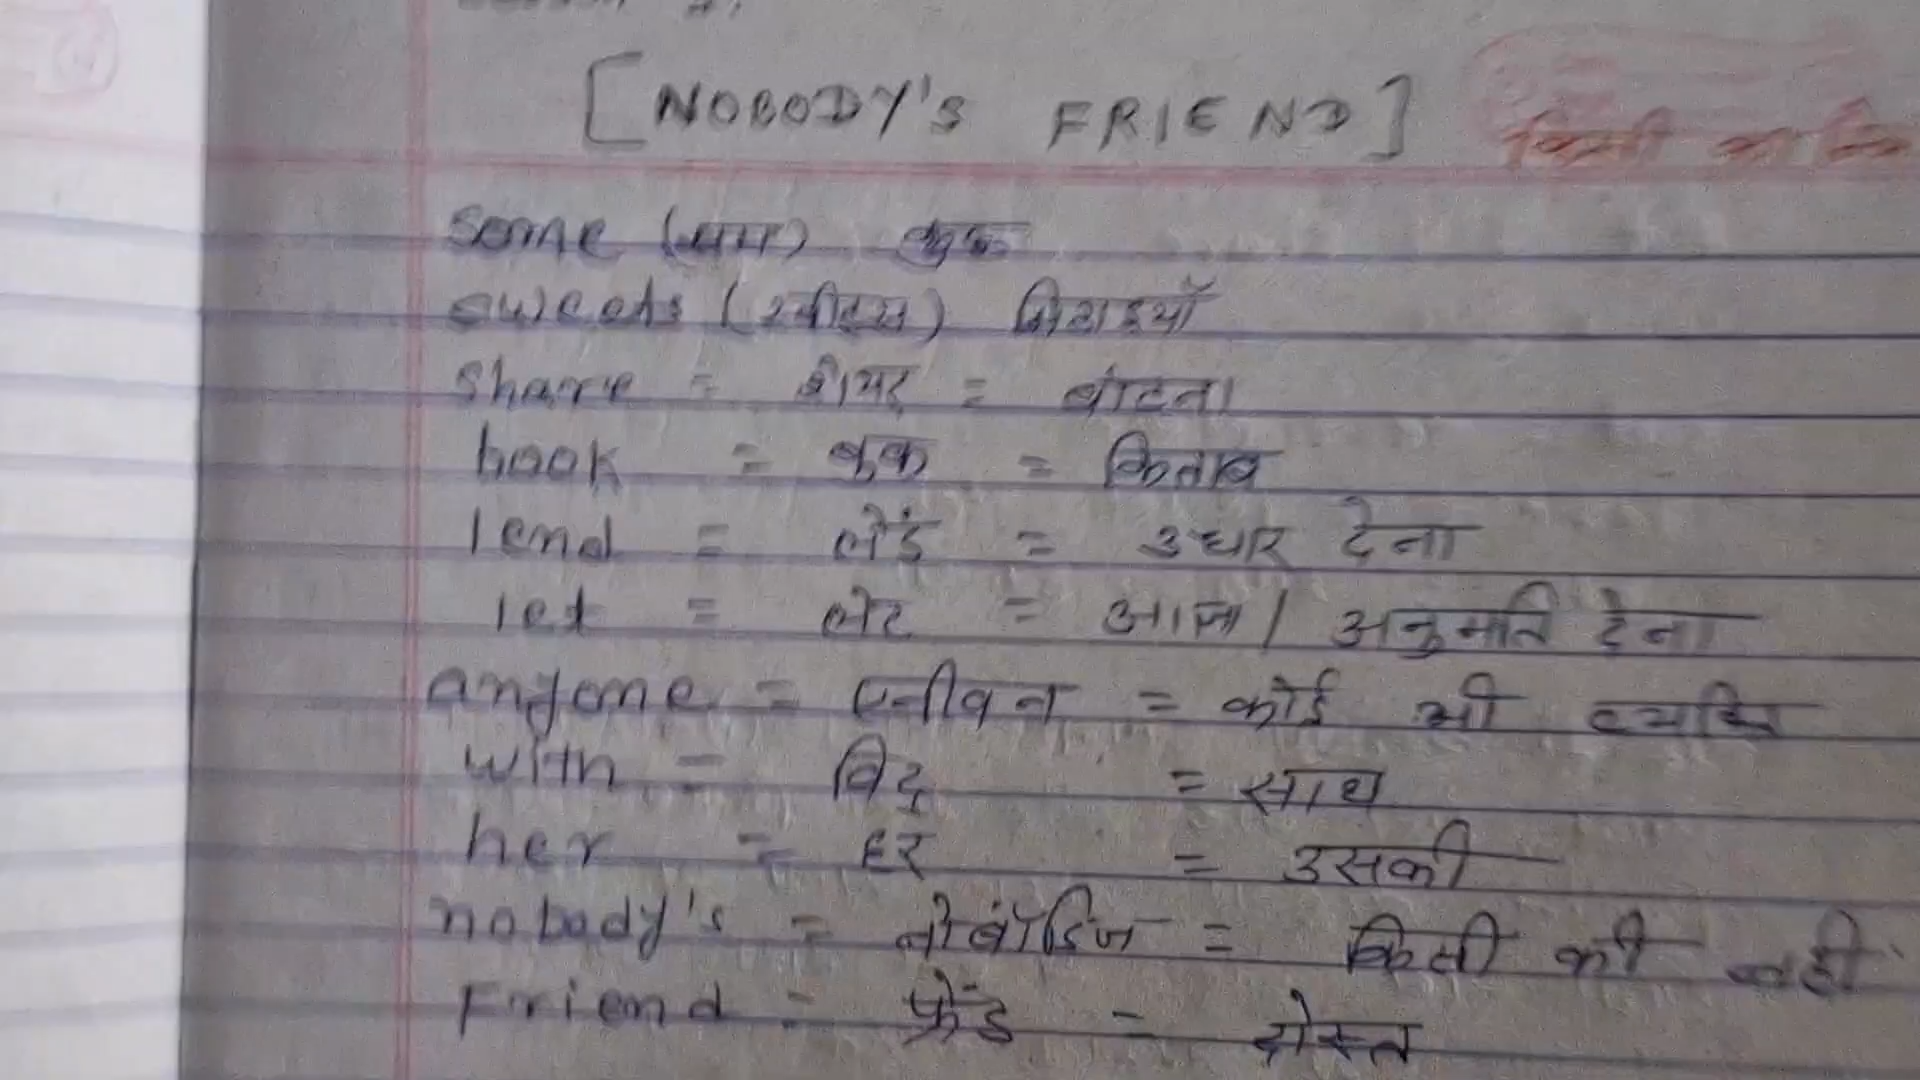 [NOBODY'S FRIEND]
some (सम) कुछ
sweets (स्वीट्स) मिठाइयाँ
share = शेयर = बांटना
book = बुक = किताब
lend = लेंड = उधार देना
let = लेट = आज्ञा / अनुमति देना
anyone = एनीवन = कोई भी व्यक्ति
with = विद् = साथ
her = हर = उसकी
nobody's = नोबॉडिज = किसी की नही
Friend = फ्रेंड = दोस्त